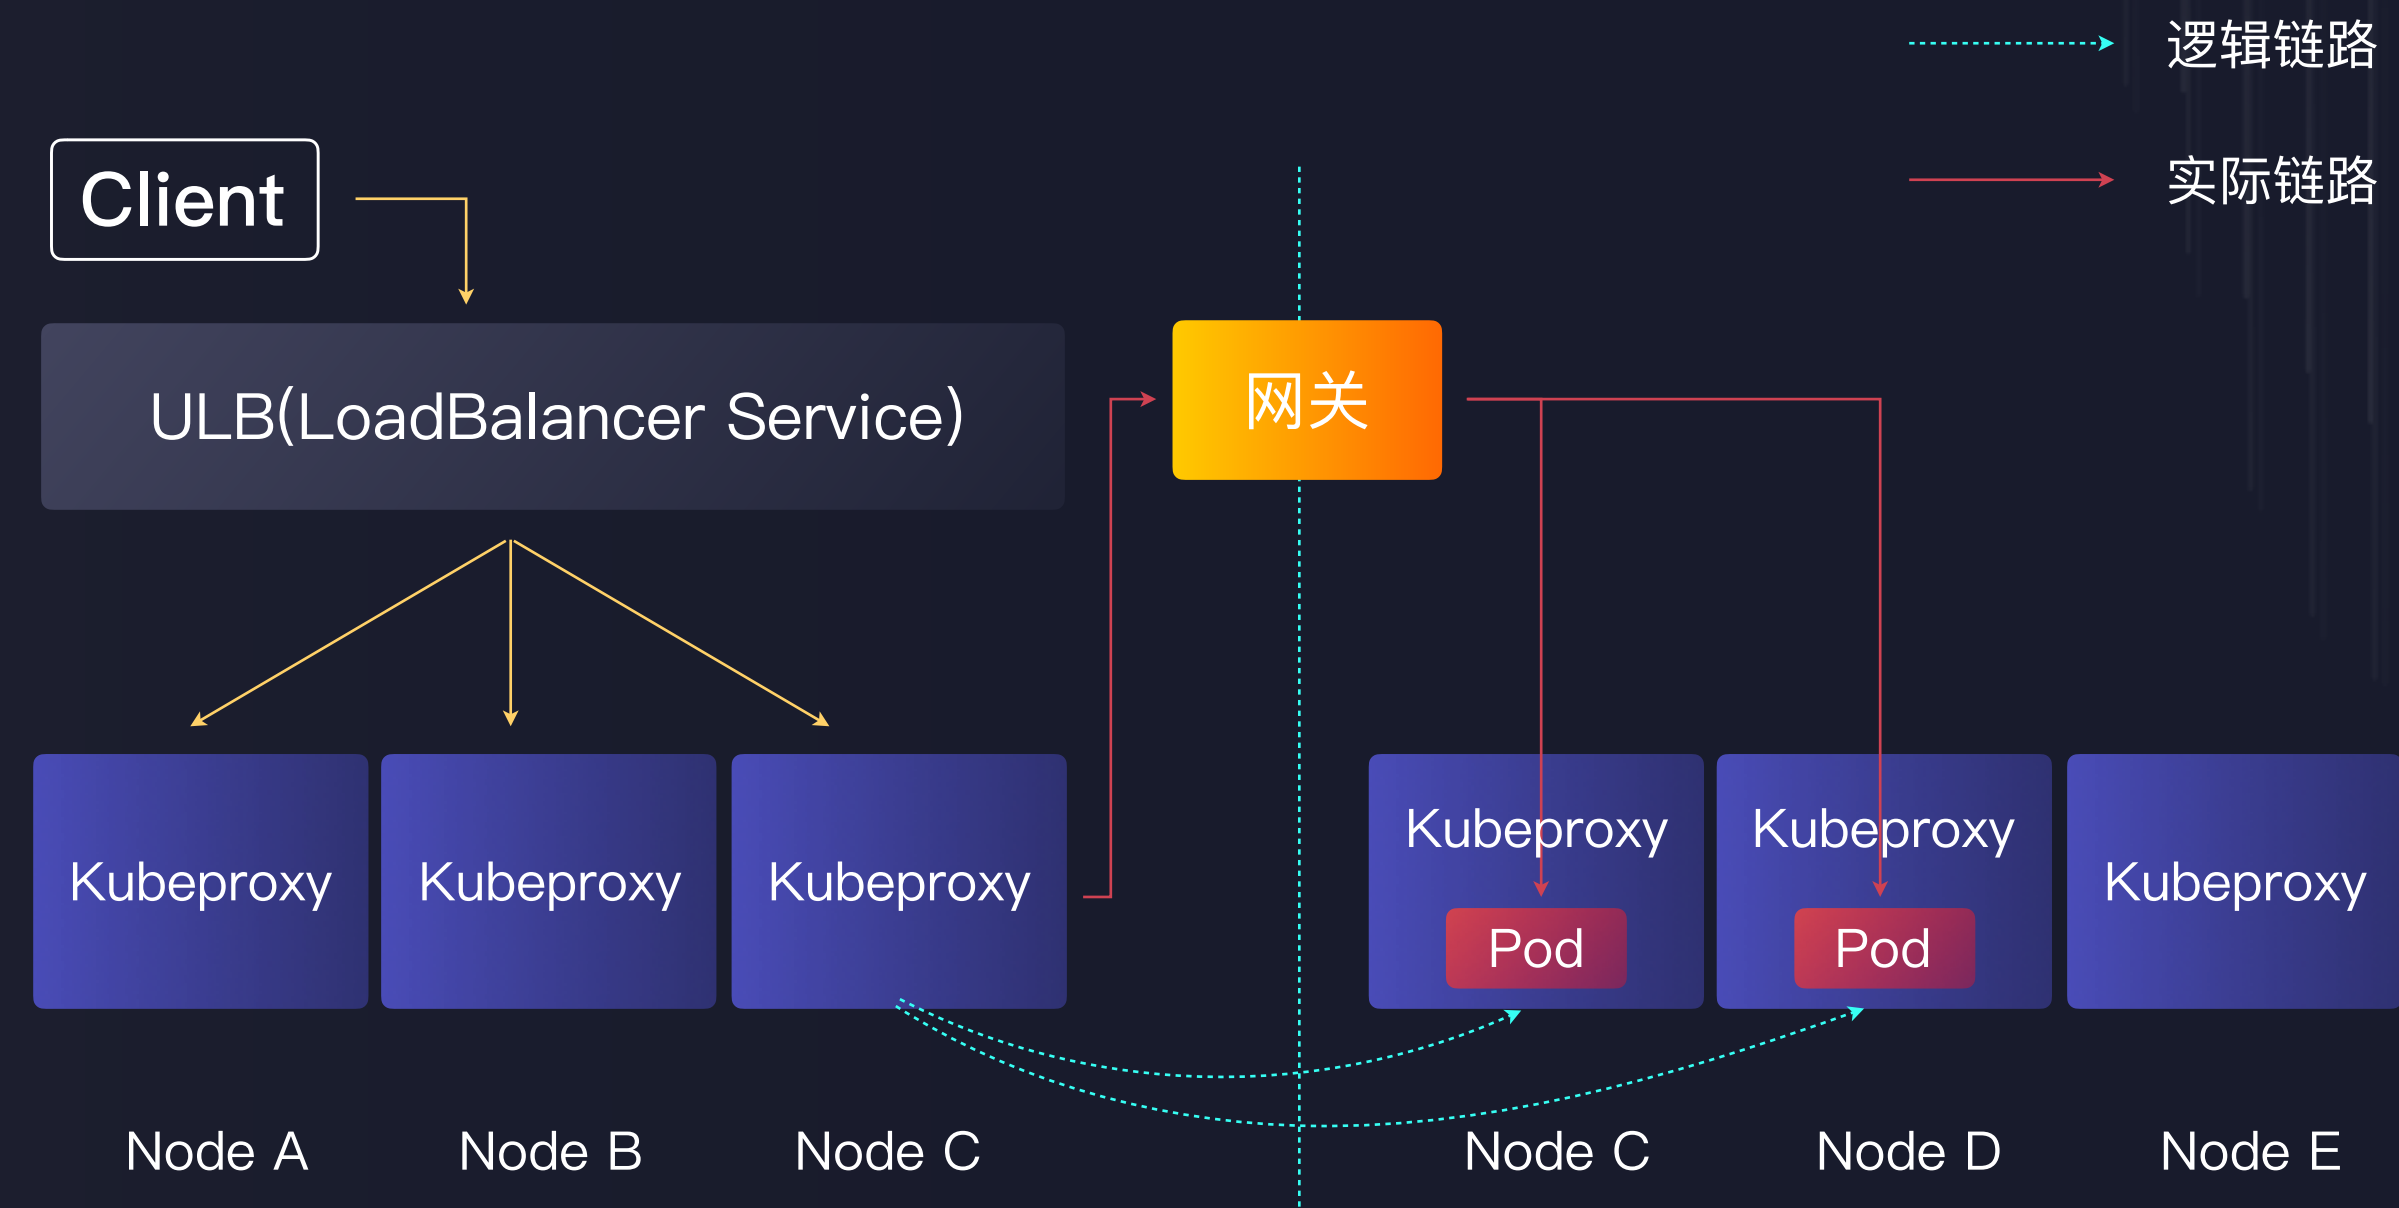 逻辑链路
实际链路
Client
ULB(LoadBalancer Service)
网关
Kubeproxy
Kubeproxy
Kubeproxy
Kubeproxy
Pod
Kubeproxy
Pod
Kubeproxy
Node A
Node B
Node C
Node C
Node D
Node E